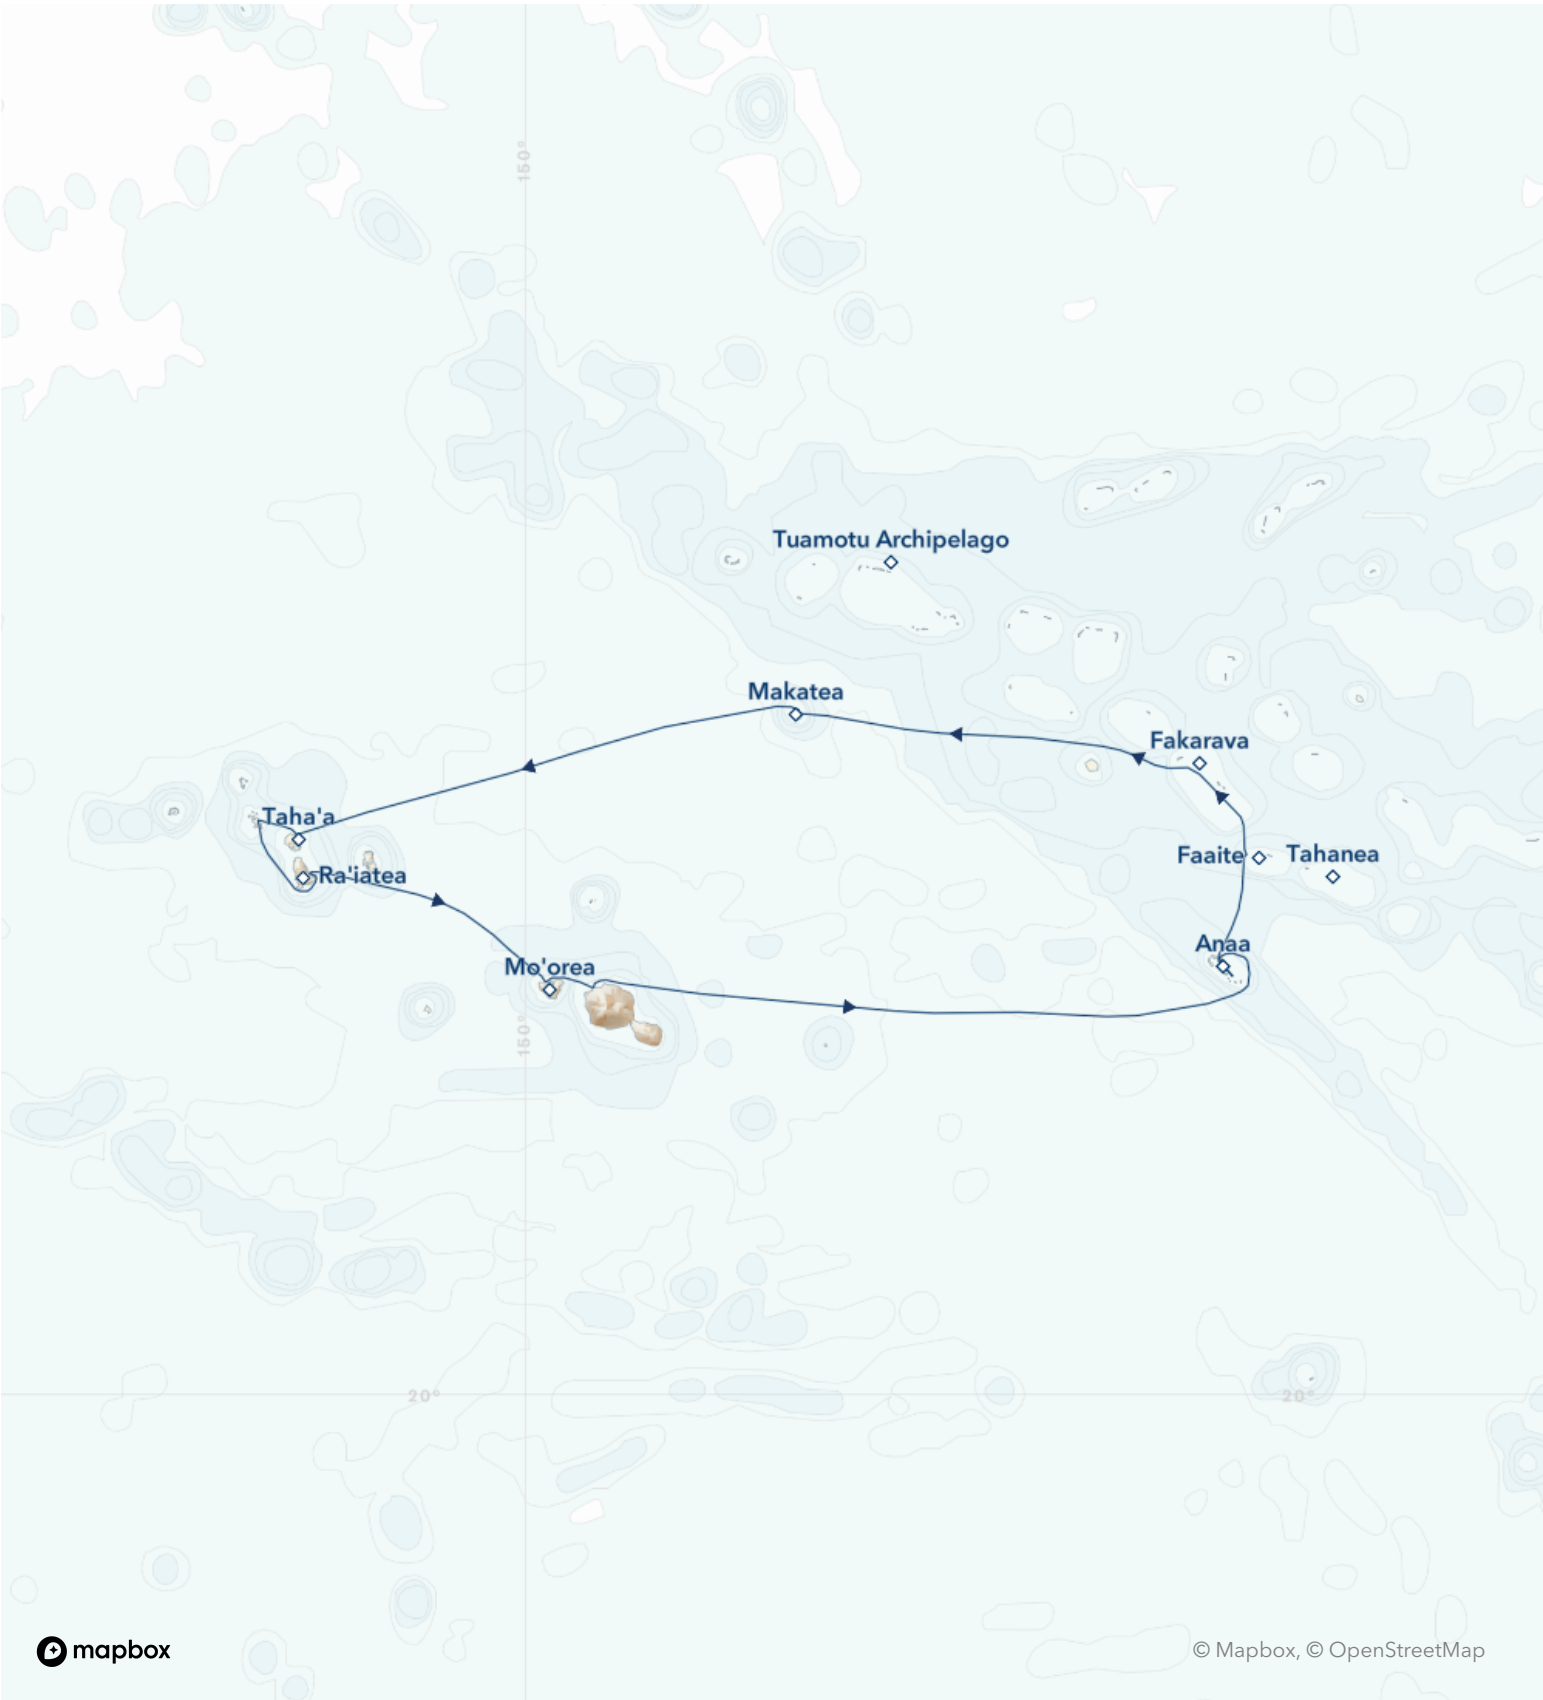 150°
Tuamotu Archipelago
Makatea
Fakarava
Taha'a
Faaite
Tahanea
Ra'iatea
Anaa
Mo'orea
150°
20°
20°
mapbox
© Mapbox, © OpenStreetMap